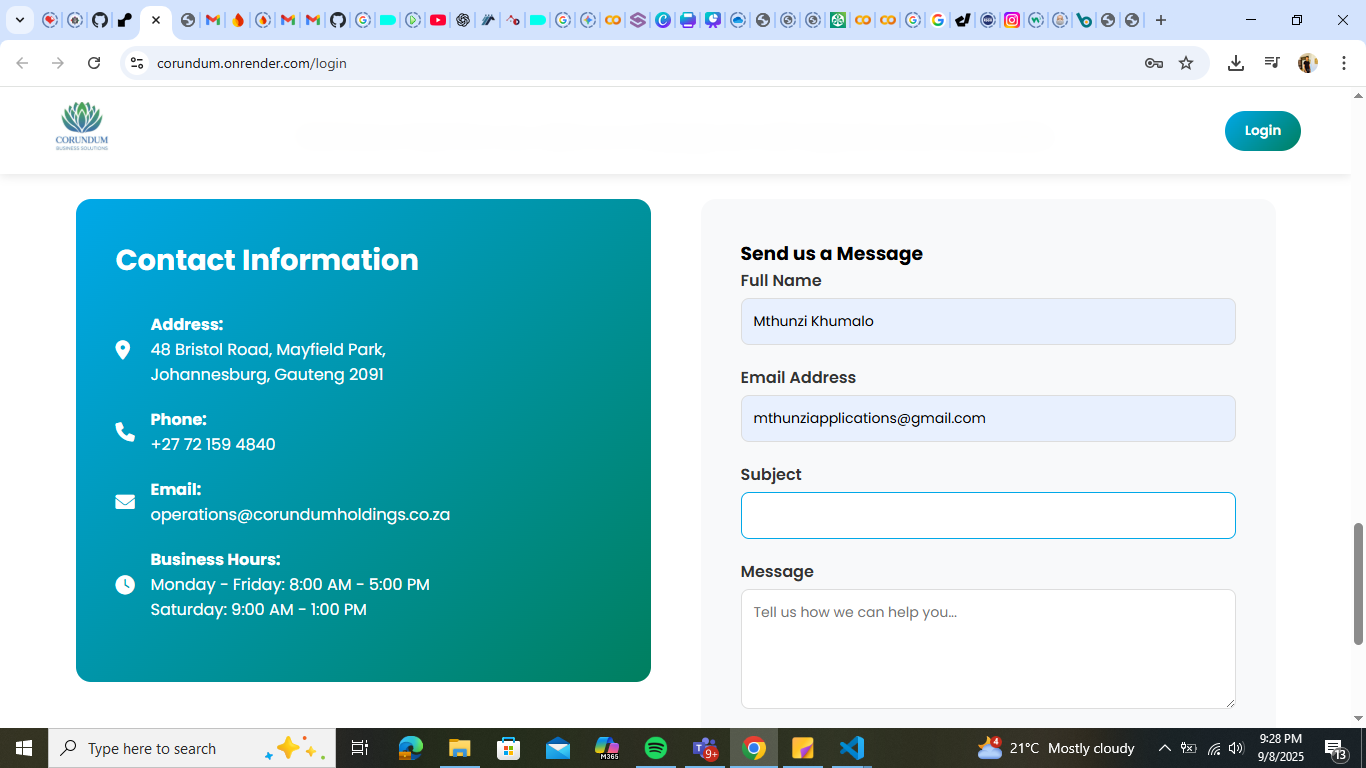 corundum.onrender.com/login
CORUNDUM
BUSINESS SOLUTIONS
Login
Contact Information
Address:
48 Bristol Road, Mayfield Park,
Johannesburg, Gauteng 2091
Phone:
+27 72 159 4840
Email:
operations@corundumholdings.co.za
Business Hours:
Monday - Friday: 8:00 AM - 5:00 PM
Saturday: 9:00 AM - 1:00 PM
Send us a Message
Full Name
Mthunzi Khumalo
Email Address
mthunziapplications@gmail.com
Subject
Message
Tell us how we can help you...
Type here to search
M365
9+
4
21°C Mostly cloudy
9:28 PM
9/8/2025
13